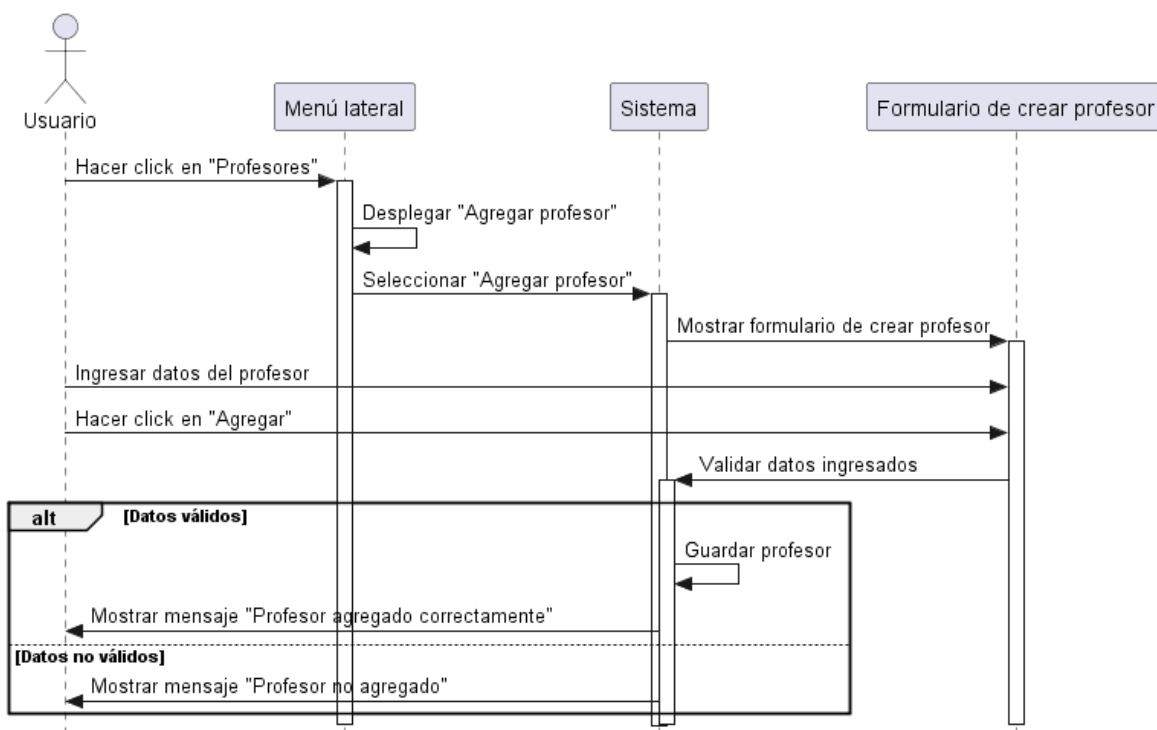 Usuario
Menú lateral
Sistema
Formulario de crear profesor
Hacer click en "Profesores"
Desplegar "Agregar profesor"
Seleccionar "Agregar profesor"
Mostrar formulario de crear profesor
Ingresar datos del profesor
Hacer click en "Agregar"
Validar datos ingresados
alt [Datos válidos]
Guardar profesor
Mostrar mensaje "Profesor agregado correctamente"
[Datos no válidos]
Mostrar mensaje "Profesor no agregado"